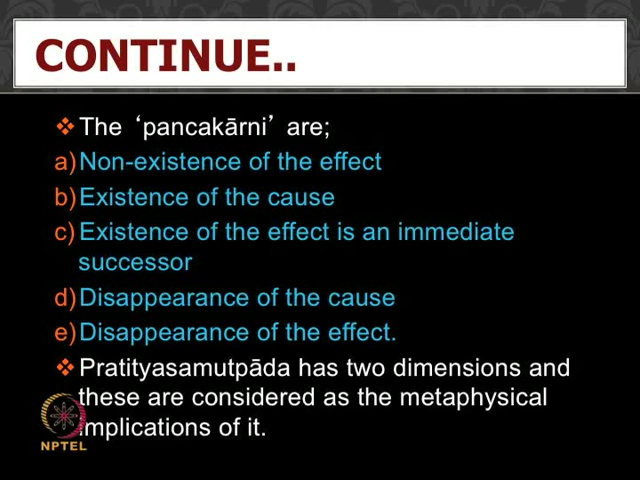 CONTINUE..
❖ The ‘pancakārni’ are;
a) Non-existence of the effect
b) Existence of the cause
c) Existence of the effect is an immediate
successor
d) Disappearance of the cause
e) Disappearance of the effect.
❖ Pratityasamutpāda has two dimensions and
these are considered as the metaphysical
implications of it.
NPTEL